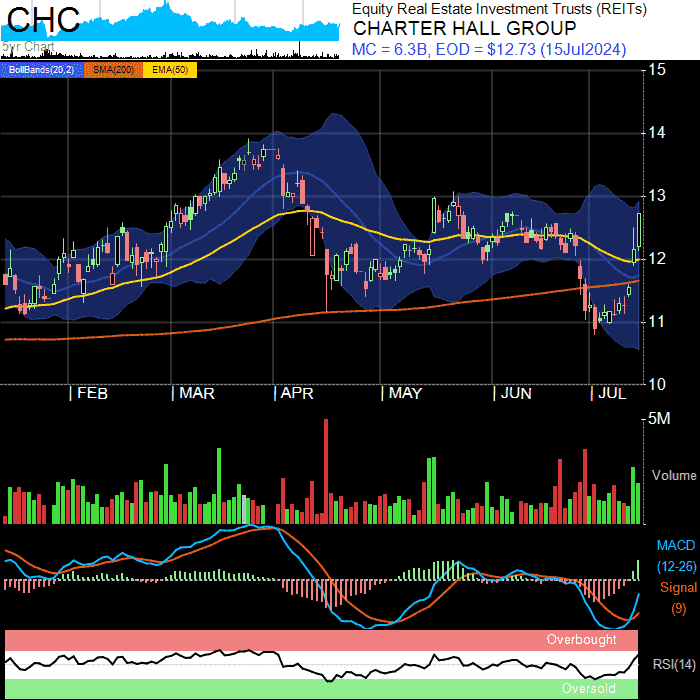 CHC
5yr Chart
Equity Real Estate Investment Trusts (REITs)
CHARTER HALL GROUP
MC = 6.3B, EOD = $12.73 (15Jul2024)
BollBands(20,2) SMA(200) EMA(50)
15
14
13
12
11
10
FEB MAR APR MAY JUN JUL
5M
Volume
MACD
(12-26)
Signal
(9)
Overbought
RSI(14)
Oversold